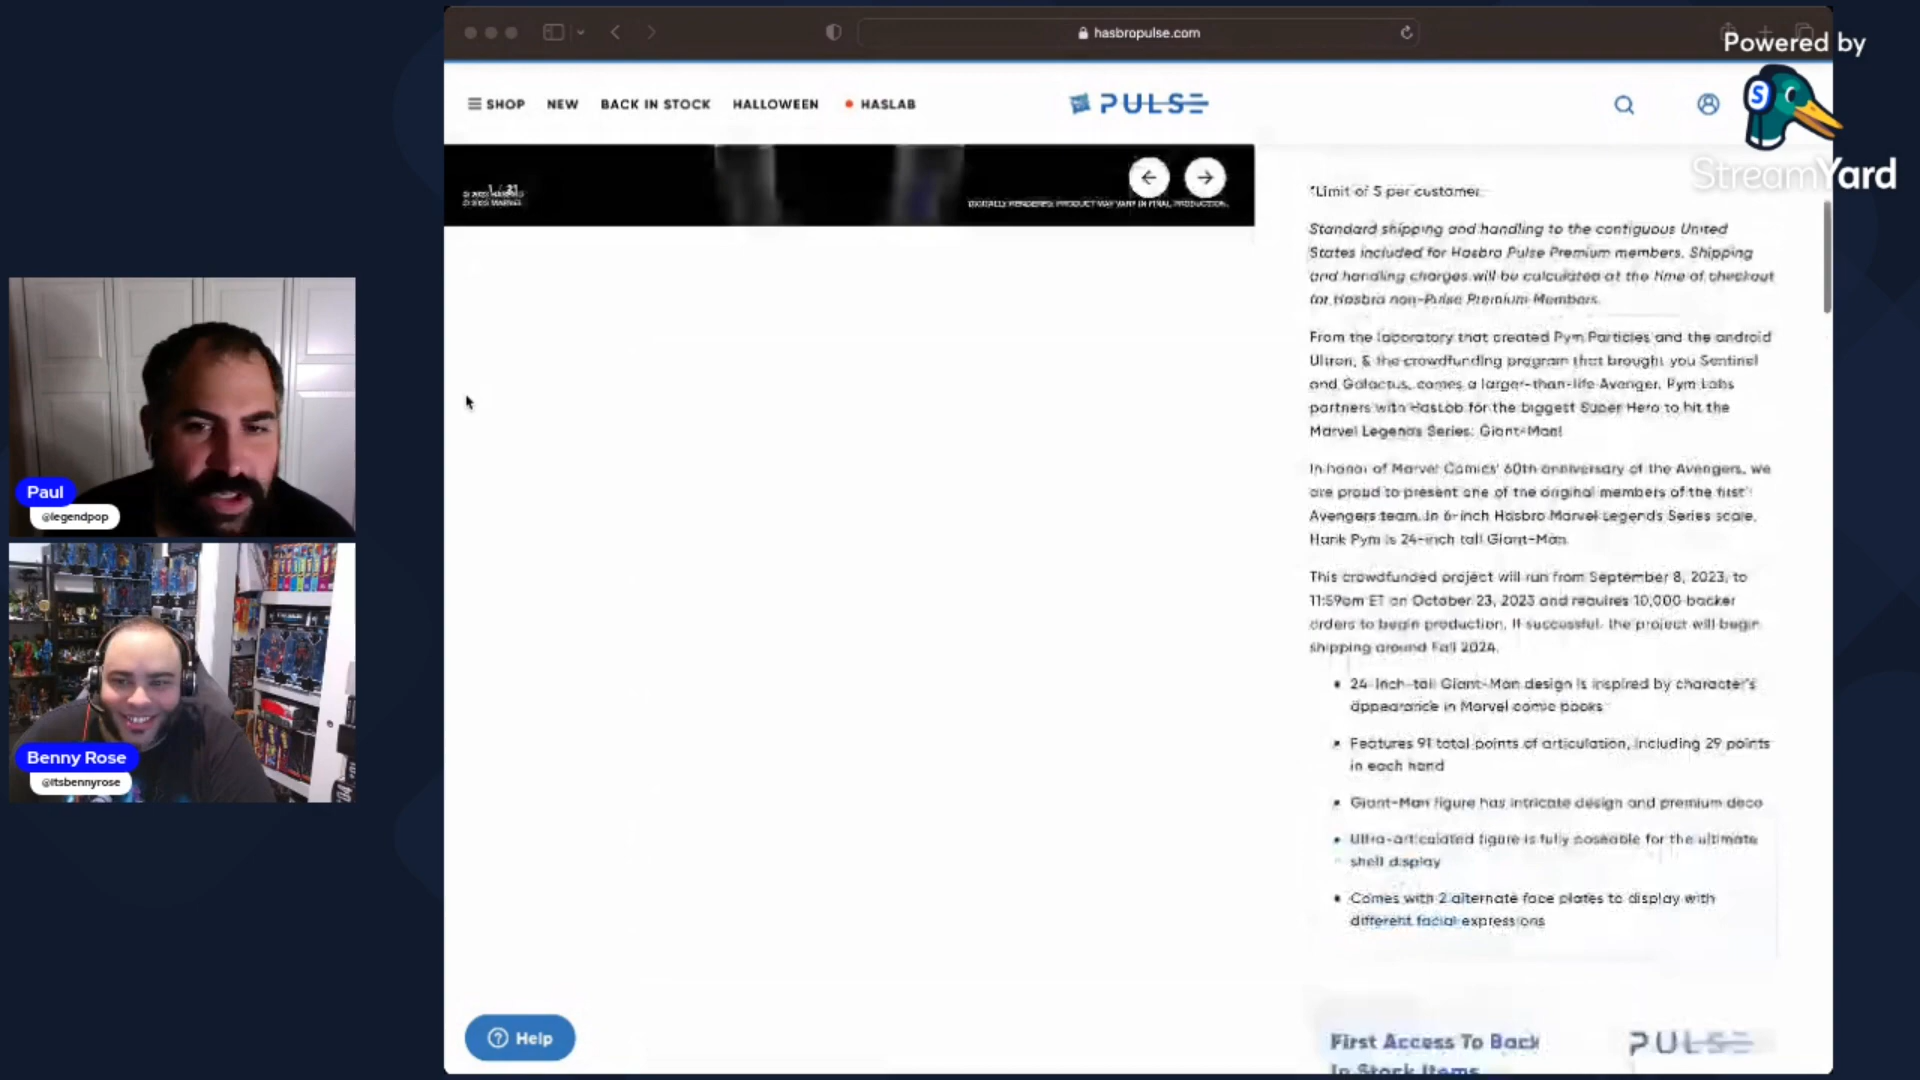 hasbropulse.com
Powered by
StreamYard
SHOP NEW BACK IN STOCK HALLOWEEN HASLAB PULSE
DIGITALLY RENDERED. PRODUCT MAY VARY IN FINAL PRODUCTION.
*Limit of 5 per customer.
Standard shipping and handling to the contiguous United
States included for Hasbro Pulse Premium members. Shipping
and handling charges will be calculated at the time of checkout
for Hasbro non-Pulse Premium Members.
From the laboratory that created Pym Particles and the android
Ultron, & the crowdfunding program that brought you Sentinel
and Galactus, comes a larger-than-life Avenger. Pym Labs
partners with HasLab for the biggest Super Hero to hit the
Marvel Legends Series: Giant-Man!
In honor of Marvel Comics' 60th anniversary of the Avengers, we
are proud to present one of the original members of the first
Avengers team. In 6-inch Hasbro Marvel Legends Series scale,
Hank Pym is 24-inch tall Giant-Man.
This crowdfunded project will run from September 8, 2023, to
11:59pm ET on October 23, 2023 and requires 10,000 backer
orders to begin production. If successful, the project will begin
shipping around Fall 2024.
• 24-inch-tall Giant-Man design is inspired by character's
appearance in Marvel comic books
• Features 91 total points of articulation, including 29 points
in each hand
• Giant-Man figure has intricate design and premium deco
• Ultra-articulated figure is fully poseable for the ultimate
shelf display
• Comes with 2 alternate face plates to display with
different facial expressions
First Access To Back
In Stock Items
PULSE
Help
Paul
@legendpop
Benny Rose
@itsbennyrose